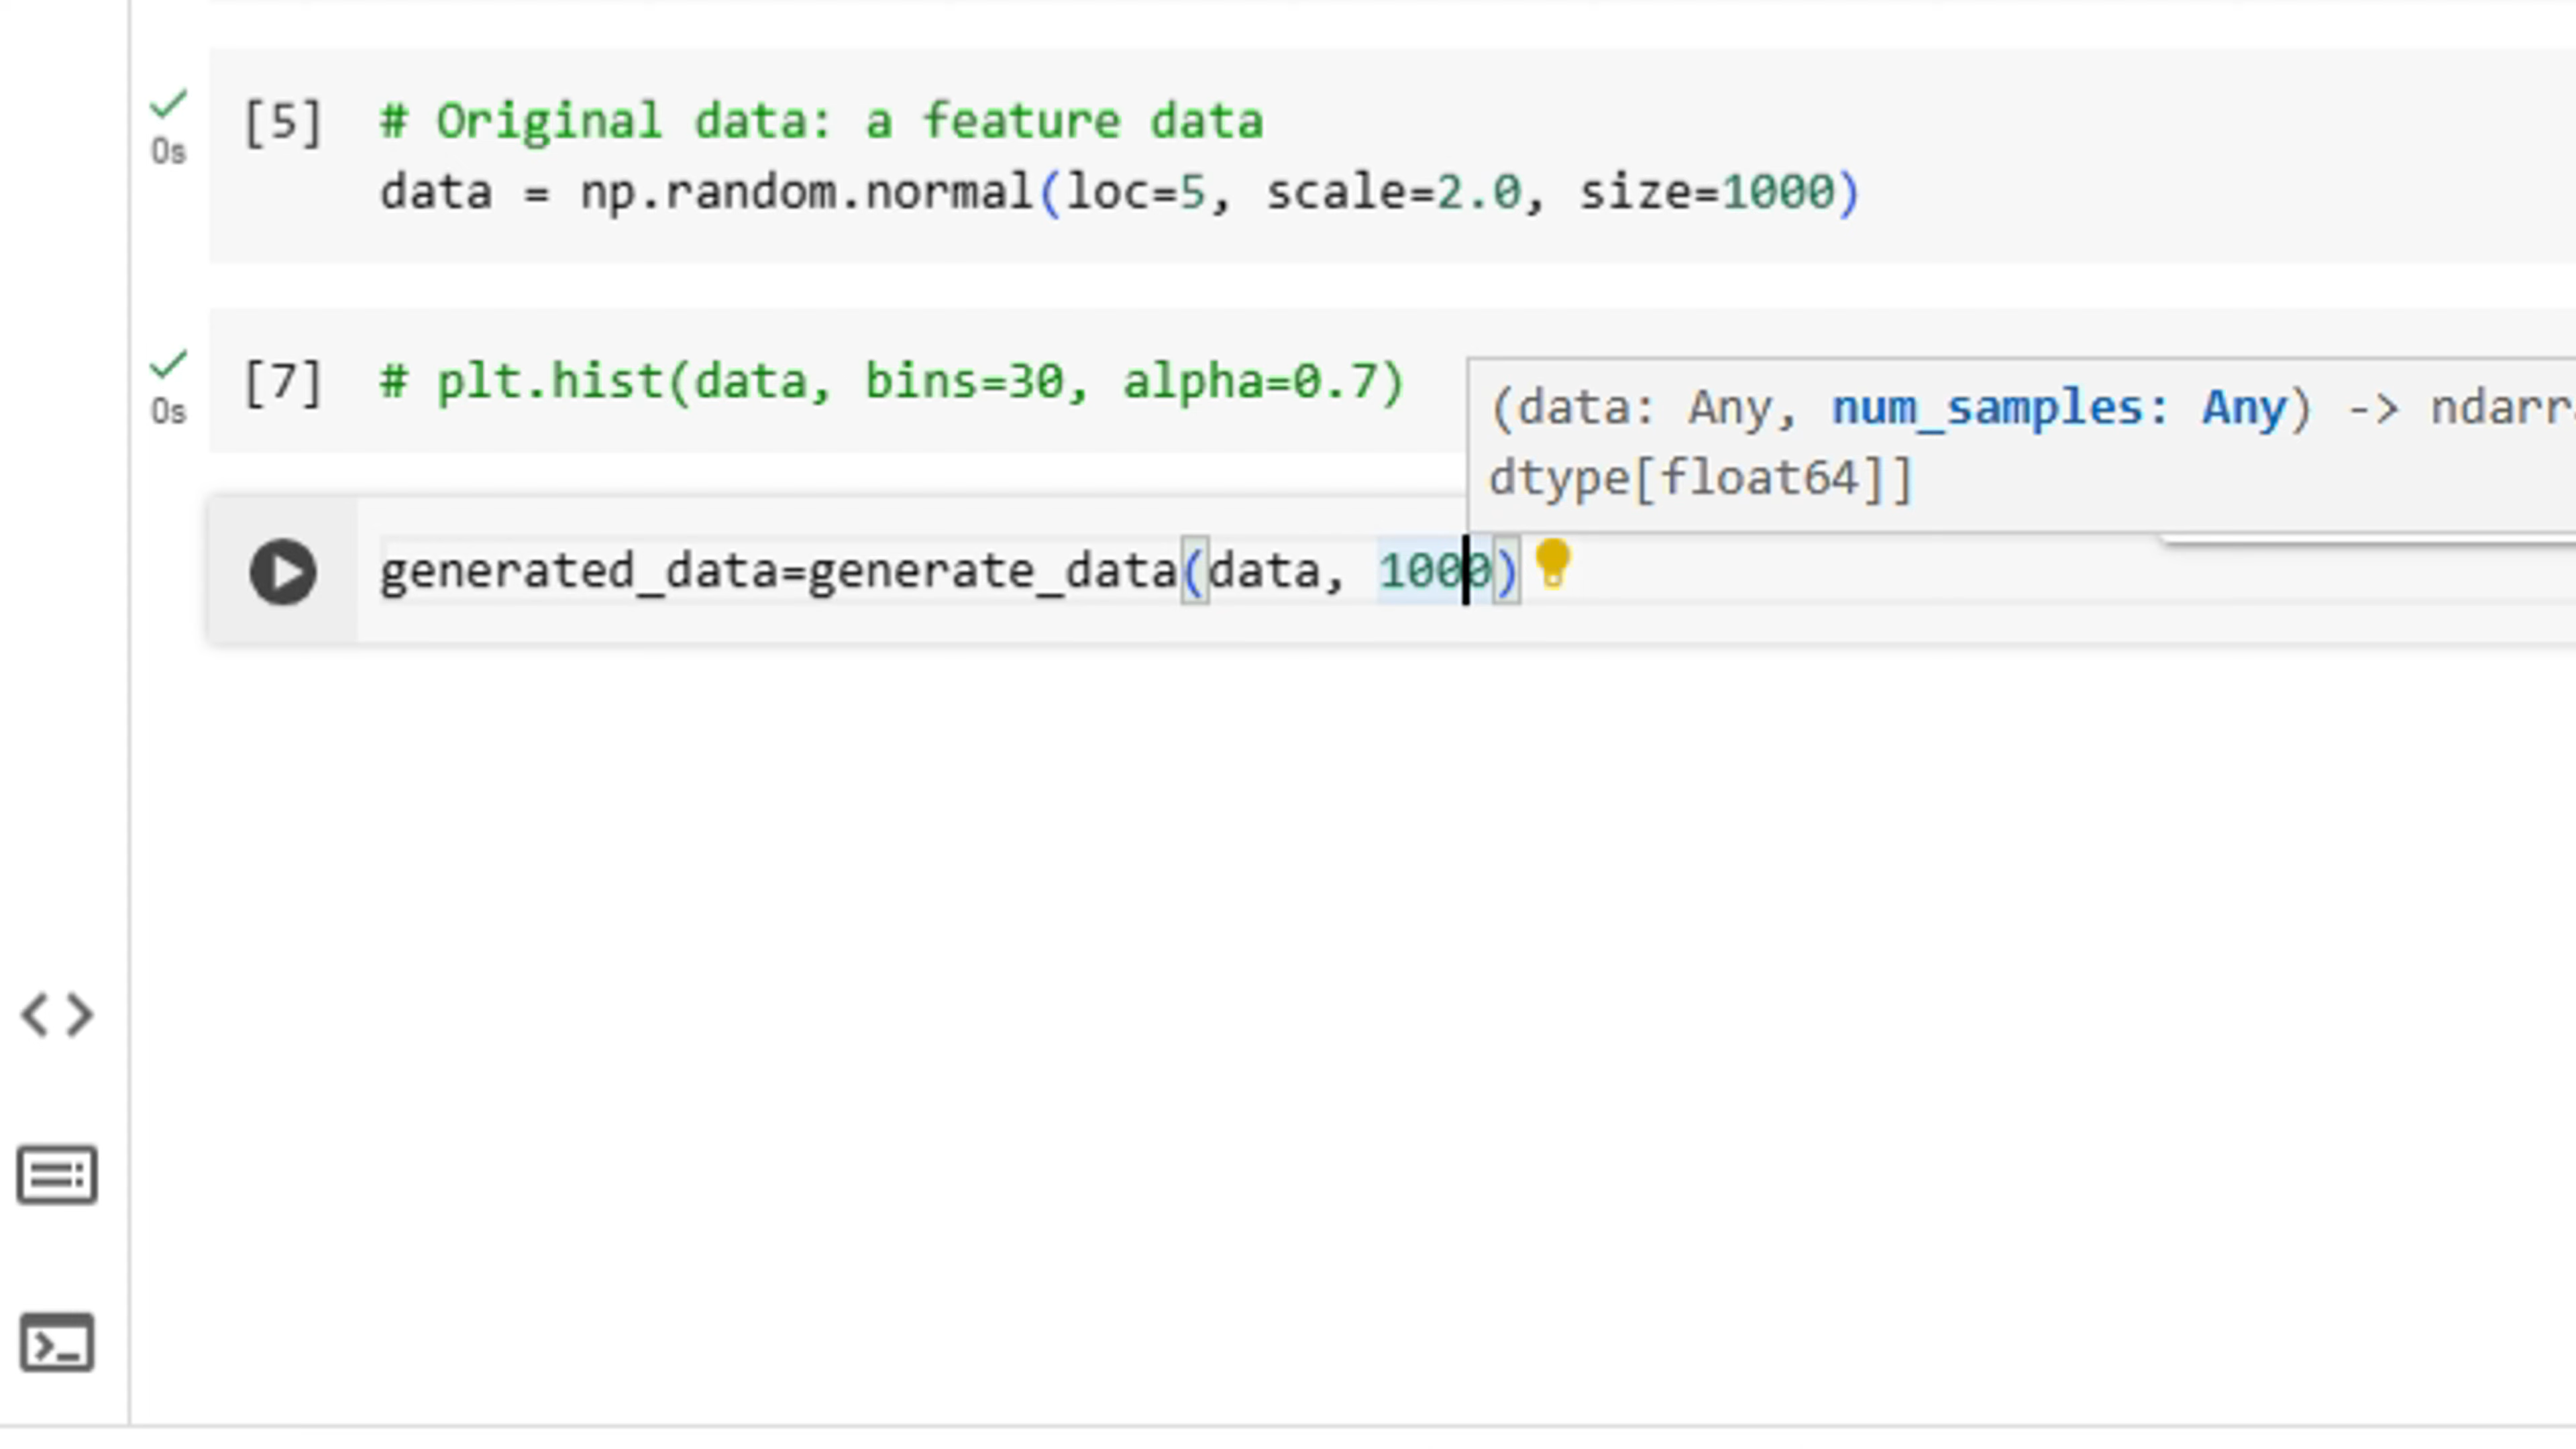 [5] # Original data: a feature data
0s
data = np.random.normal(loc=5, scale=2.0, size=1000)
[7] # plt.hist(data, bins=30, alpha=0.7)
0s
(data: Any, num_samples: Any) -> ndarr
dtype[float64]]
generated_data=generate_data(data, 1000)